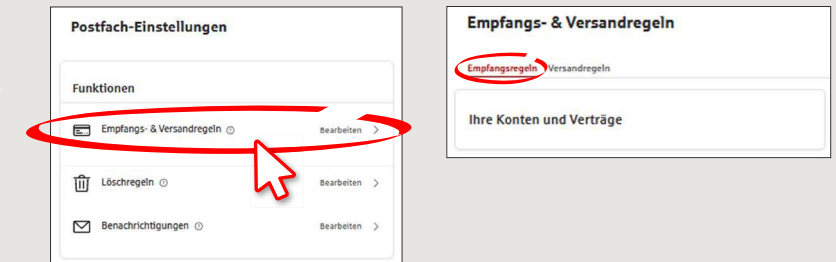 Postfach-Einstellungen
Funktionen
Empfangs- & Versandregeln
Bearbeiten
Löschregeln
Bearbeiten
Benachrichtigungen
Bearbeiten
Empfangs- & Versandregeln
Empfangsregeln Versandregeln
Ihre Konten und Verträge